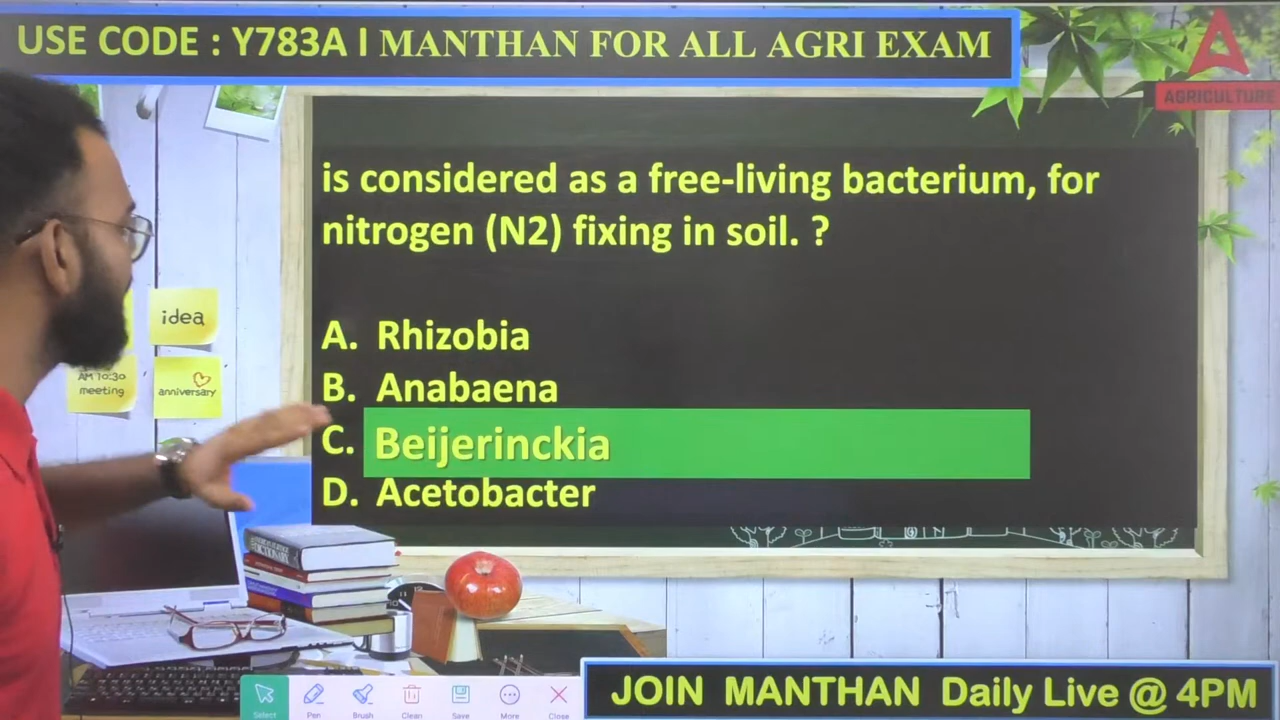 USE CODE : Y783A I MANTHAN FOR ALL AGRI EXAM
AGRICULTURE
is considered as a free-living bacterium, for
nitrogen (N2) fixing in soil. ?
A. Rhizobia
B. Anabaena
C. Beijerinckia
D. Acetobacter
idea
AM 10:30
meeting
anniversary
Select
Pen
Brush
Clean
Save
More
Close
JOIN MANTHAN Daily Live @ 4PM